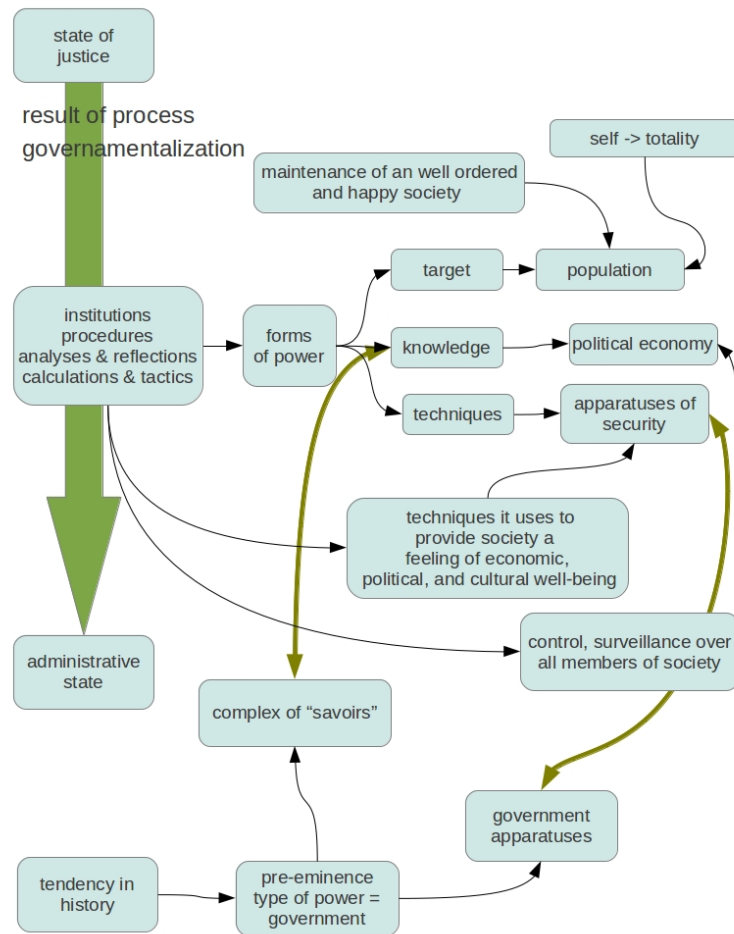 state of
justice
result of process
governamentalization
self -> totality
maintenance of an well ordered
and happy society
target
population
institutions
procedures
analyses & reflections
calculations & tactics
forms
of power
knowledge
political economy
techniques
apparatuses of
security
techniques it uses to
provide society a
feeling of economic,
political, and cultural well-being
administrative
state
control, surveillance over
all members of society
complex of “savoirs”
government
apparatuses
tendency in
history
pre-eminence
type of power =
government